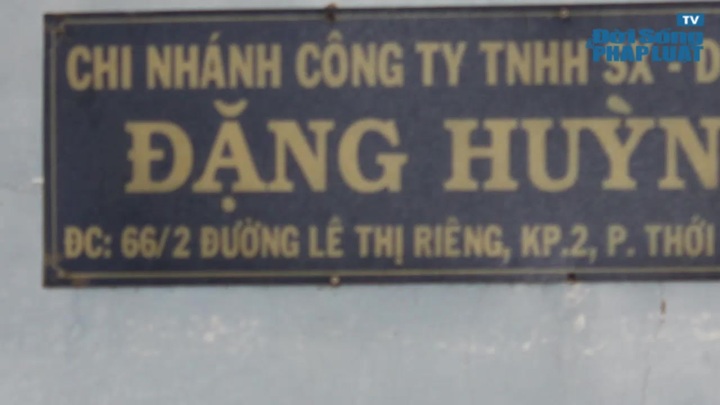 TV
Đời Sống
PHÁP LUẬT
CHI NHÁNH CÔNG TY TNHH SX - D
ĐẶNG HUỲN
ĐC: 66/2 ĐƯỜNG LÊ THỊ RIÊNG, KP.2, P. THỚI